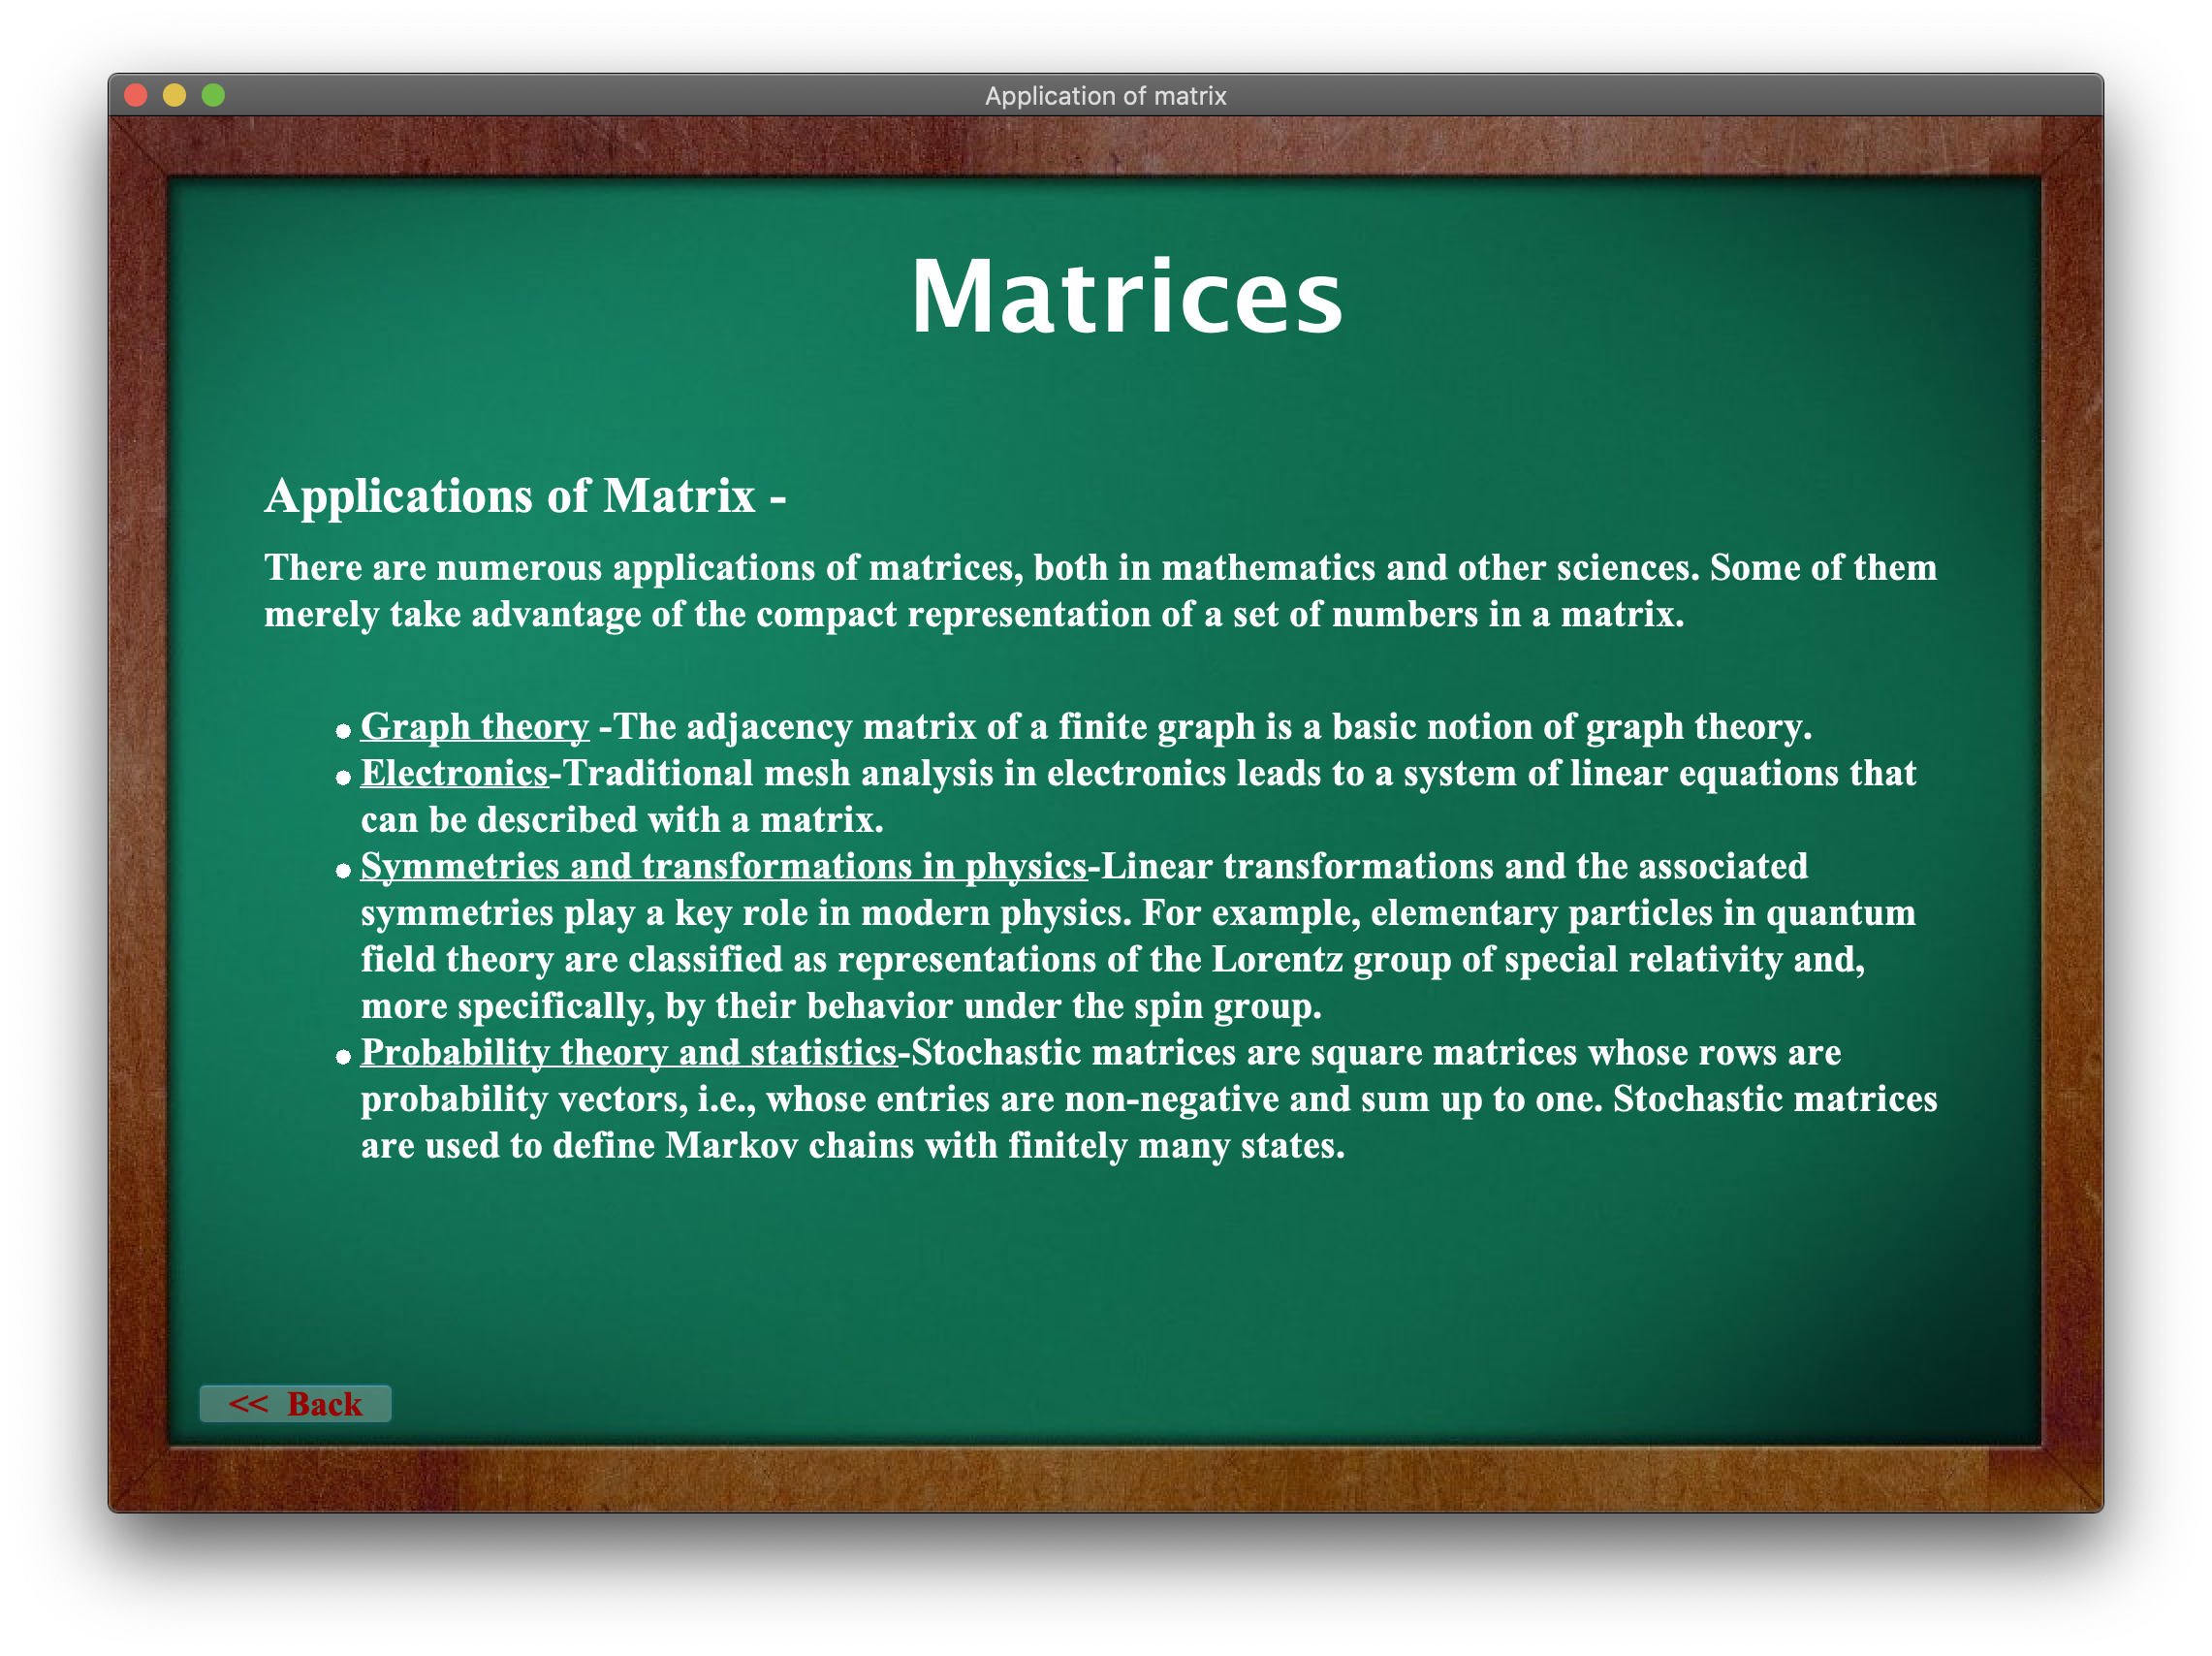 Application of matrix
Matrices
Applications of Matrix -
There are numerous applications of matrices, both in mathematics and other sciences. Some of them
merely take advantage of the compact representation of a set of numbers in a matrix.
Graph theory -The adjacency matrix of a finite graph is a basic notion of graph theory.
Electronics-Traditional mesh analysis in electronics leads to a system of linear equations that
can be described with a matrix.
Symmetries and transformations in physics-Linear transformations and the associated
symmetries play a key role in modern physics. For example, elementary particles in quantum
field theory are classified as representations of the Lorentz group of special relativity and,
more specifically, by their behavior under the spin group.
Probability theory and statistics-Stochastic matrices are square matrices whose rows are
probability vectors, i.e., whose entries are non-negative and sum up to one. Stochastic matrices
are used to define Markov chains with finitely many states.
<< Back